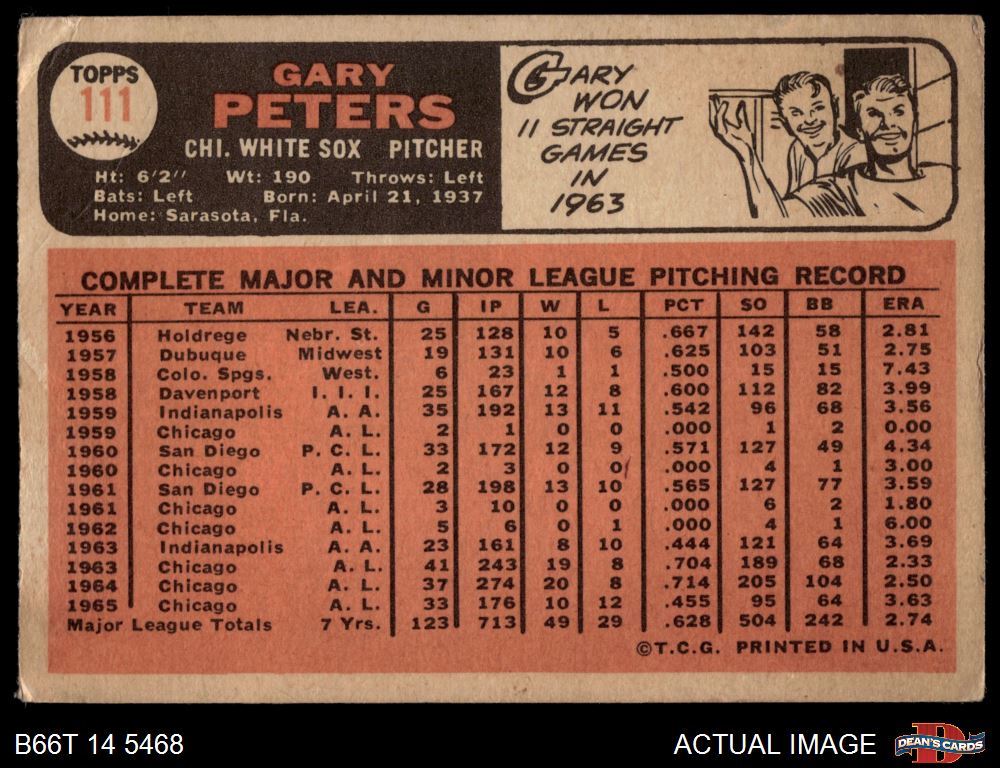 TOPPS
111
GARY
PETERS
CHI. WHITE SOX PITCHER
Ht: 6'2" Wt: 190 Throws: Left
Bats: Left Born: April 21, 1937
Home: Sarasota, Fla.
GARY
WON
11 STRAIGHT
GAMES
IN
1963
COMPLETE MAJOR AND MINOR LEAGUE PITCHING RECORD
YEAR TEAM LEA. G IP W L PCT SO BB ERA
1956 Holdrege Nebr. St. 25 128 10 5 .667 142 58 2.81
1957 Dubuque Midwest 19 131 10 6 .625 103 51 2.75
1958 Colo. Spgs. West. 6 23 1 1 .500 15 15 7.43
1958 Davenport I. I. I. 25 167 12 8 .600 112 82 3.99
1959 Indianapolis A. A. 35 192 13 11 .542 96 68 3.56
1959 Chicago A. L. 2 1 0 0 .000 1 2 0.00
1960 San Diego P. C. L. 33 172 12 9 .571 127 49 4.34
1960 Chicago A. L. 2 3 0 0 .000 4 1 3.00
1961 San Diego P. C. L. 28 198 13 10 .565 127 77 3.59
1961 Chicago A. L. 3 10 0 0 .000 6 2 1.80
1962 Chicago A. L. 5 6 0 1 .000 4 1 6.00
1963 Indianapolis A. A. 23 161 8 10 .444 121 64 3.69
1963 Chicago A. L. 41 243 19 8 .704 189 68 2.33
1964 Chicago A. L. 37 274 20 8 .714 205 104 2.50
1965 Chicago A. L. 33 176 10 12 .455 95 64 3.63
Major League Totals 7 Yrs. 123 713 49 29 .628 504 242 2.74
©T.C.G. PRINTED IN U.S.A.
B66T 14 5468
ACTUAL IMAGE
D
DEAN'S CARDS